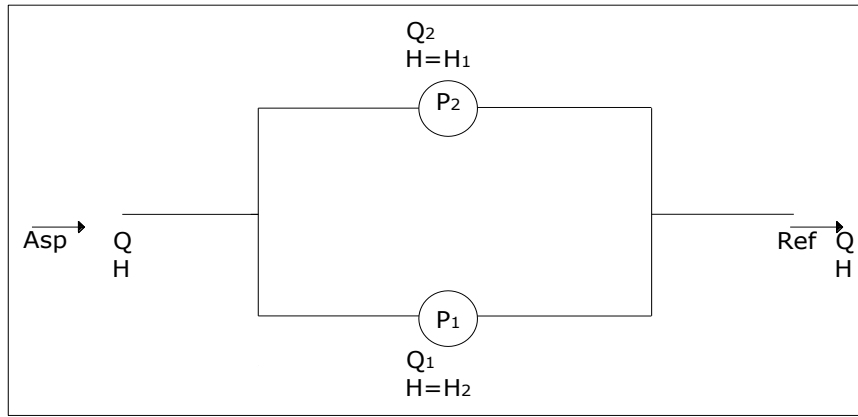 Q₂
H=H₁
P₂
Asp
Q
H
Ref
Q
H
P₁
Q₁
H=H₂